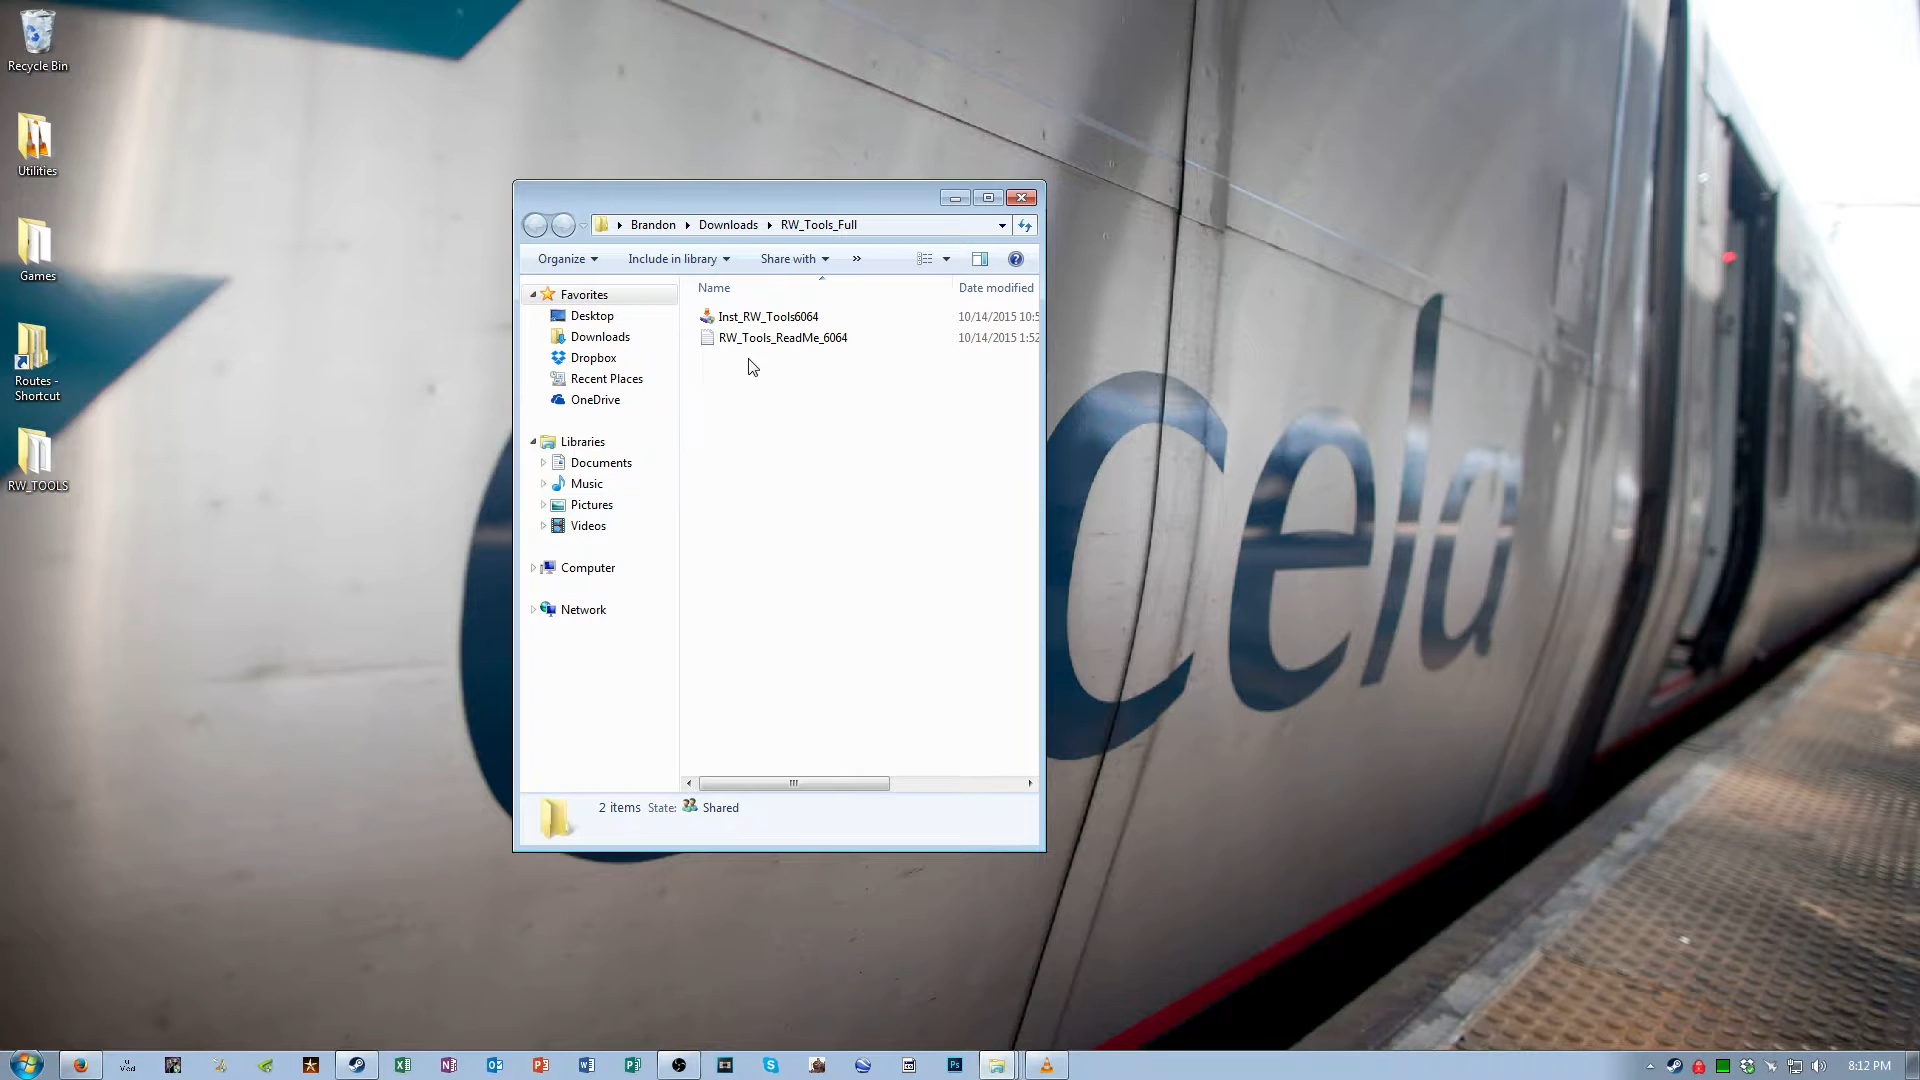 Recycle Bin
Utilities
Games
Routes -
Shortcut
RW_TOOLS
Brandon Downloads RW_Tools_Full
Organize Include in library Share with »
Name Date modified
Inst_RW_Tools6064 10/14/2015 10:5
RW_Tools_ReadMe_6064 10/14/2015 1:52
Favorites
Desktop
Downloads
Dropbox
Recent Places
OneDrive
Libraries
Documents
Music
Pictures
Videos
Computer
Network
2 items State: Shared
cela
8:12 PM